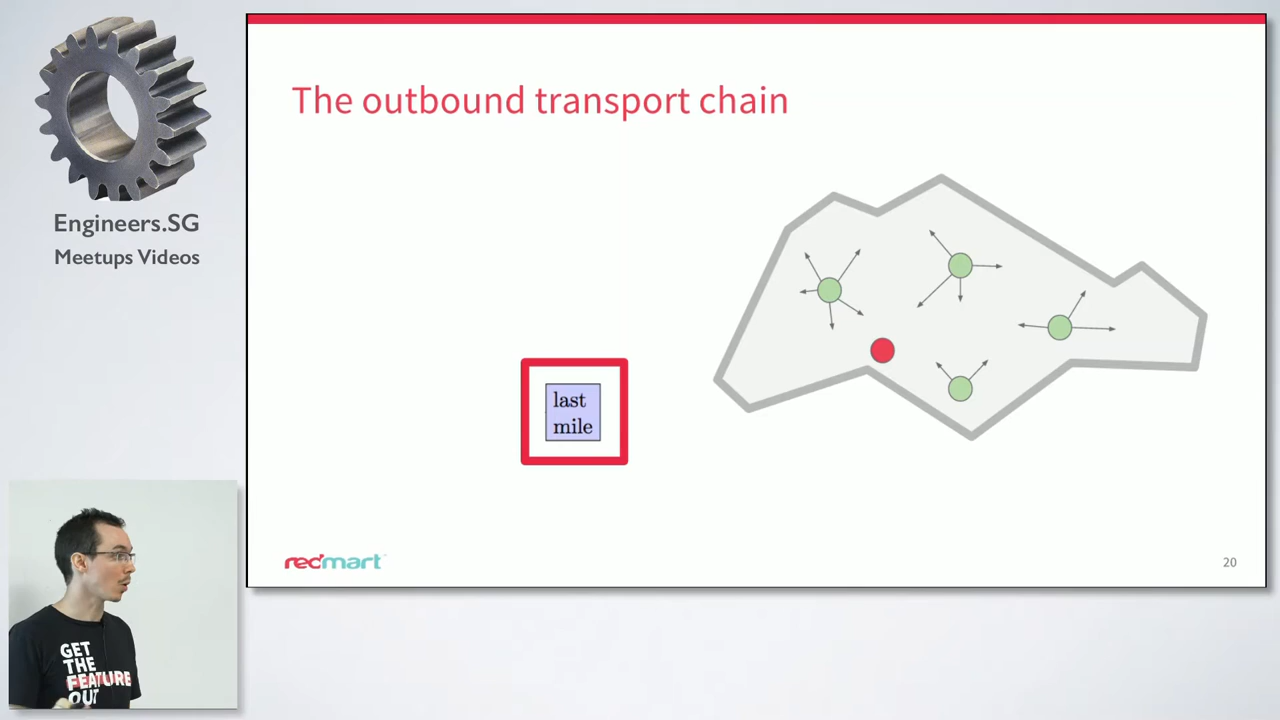 The outbound transport chain
Engineers.SG
Meetups Videos
last
mile
GET
THE
FEATURE
OUT
redmart
20